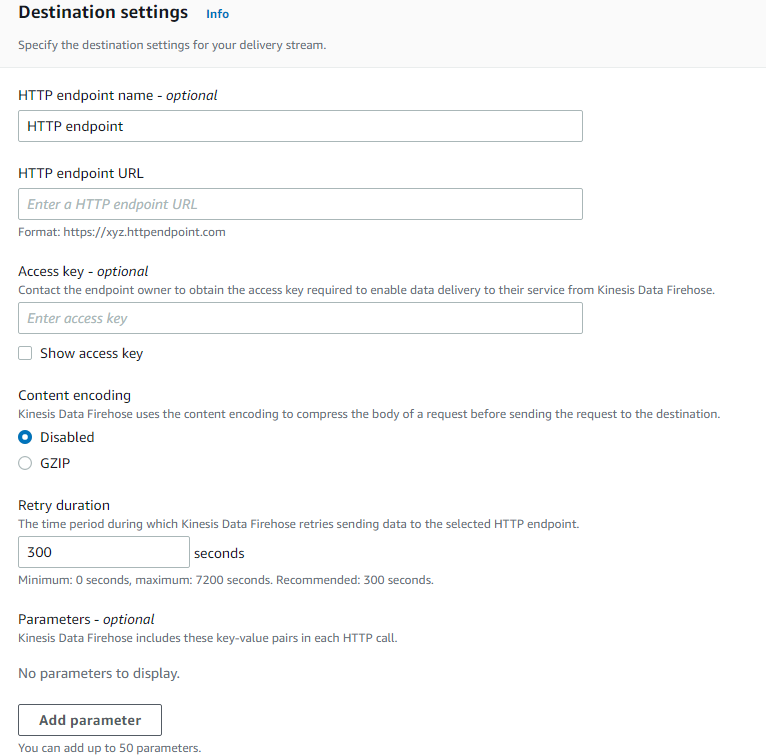 Destination settings Info
Specify the destination settings for your delivery stream.
HTTP endpoint name - optional
HTTP endpoint
HTTP endpoint URL
Enter a HTTP endpoint URL
Format: https://xyz.httpendpoint.com
Access key - optional
Contact the endpoint owner to obtain the access key required to enable data delivery to their service from Kinesis Data Firehose.
Enter access key
Show access key
Content encoding
Kinesis Data Firehose uses the content encoding to compress the body of a request before sending the request to the destination.
Disabled
GZIP
Retry duration
The time period during which Kinesis Data Firehose retries sending data to the selected HTTP endpoint.
300 seconds
Minimum: 0 seconds, maximum: 7200 seconds. Recommended: 300 seconds.
Parameters - optional
Kinesis Data Firehose includes these key-value pairs in each HTTP call.
No parameters to display.
Add parameter
You can add up to 50 parameters.